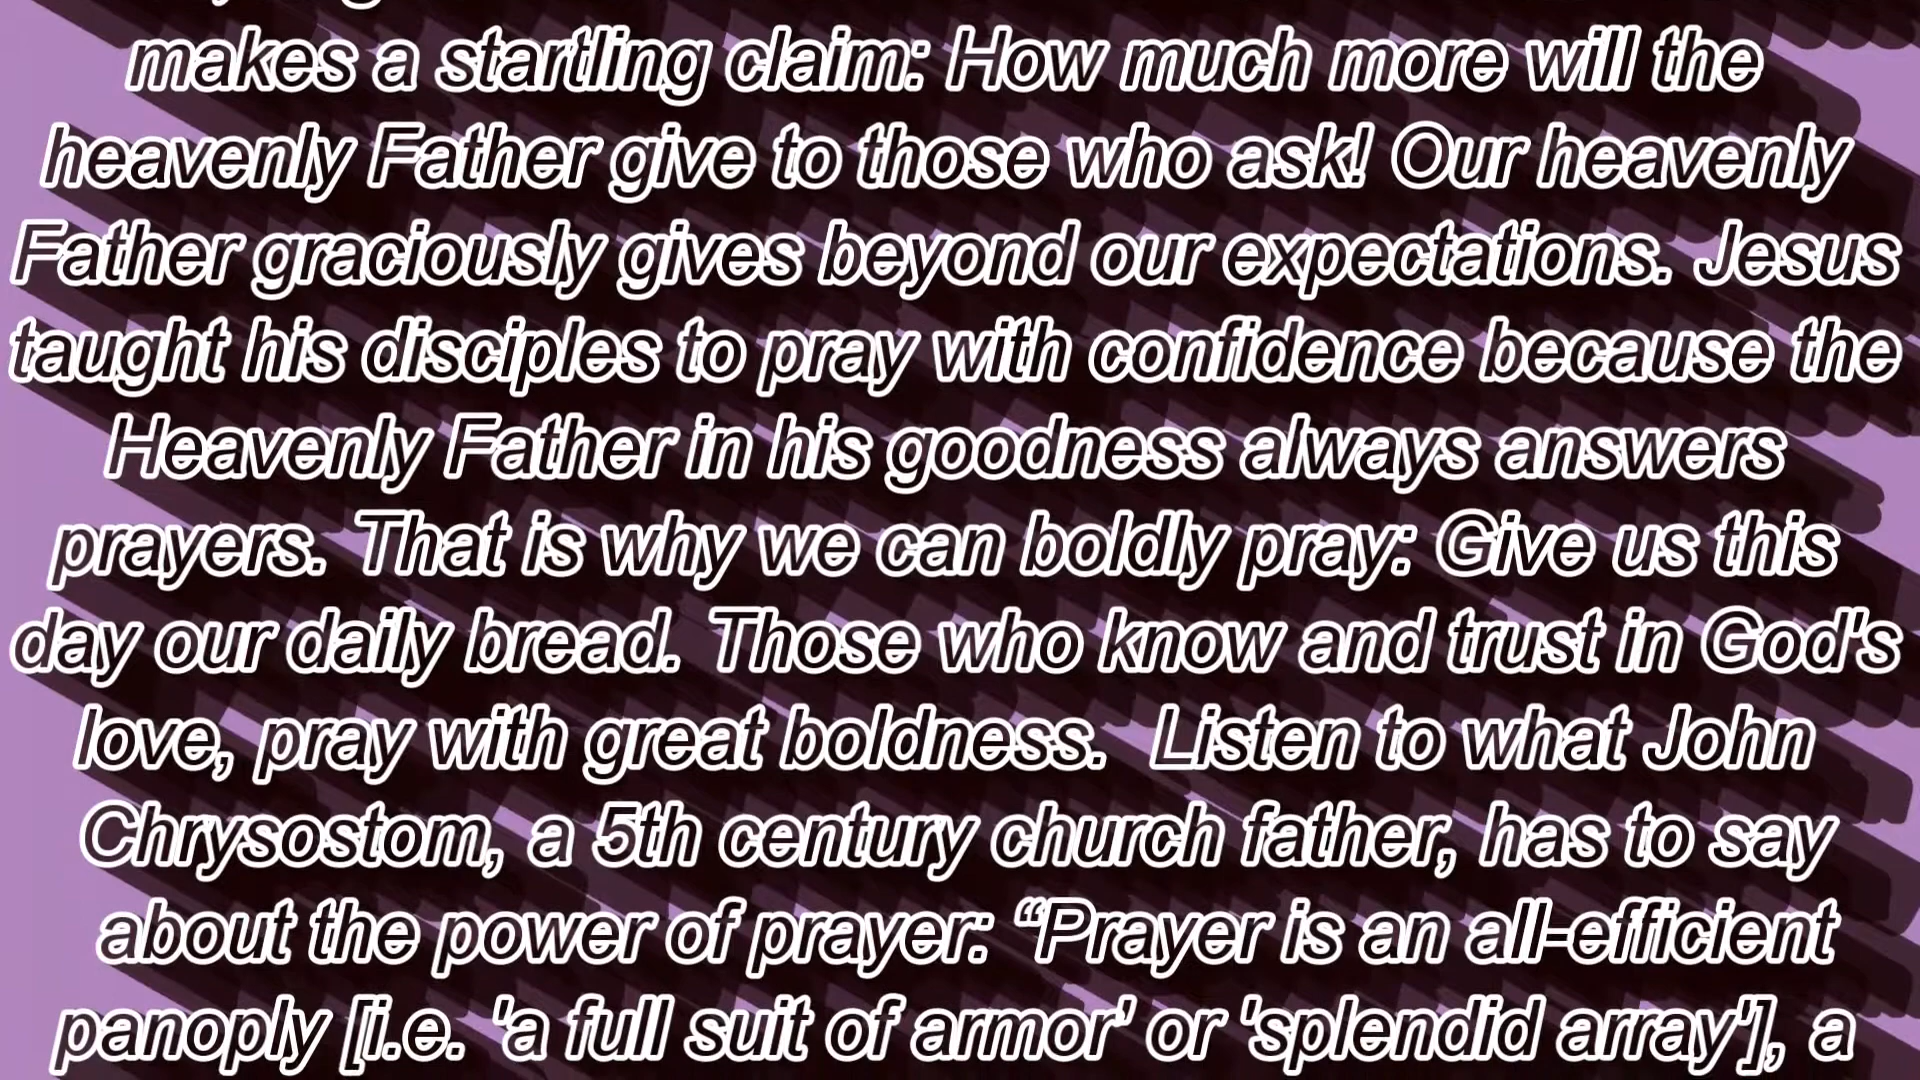 makes a startling claim: How much more will the
heavenly Father give to those who ask! Our heavenly
Father graciously gives beyond our expectations. Jesus
taught his disciples to pray with confidence because the
Heavenly Father in his goodness always answers
prayers. That is why we can boldly pray: Give us this
day our daily bread. Those who know and trust in God's
love, pray with great boldness.  Listen to what John
Chrysostom, a 5th century church father, has to say
about the power of prayer: “Prayer is an all-efficient
panoply [i.e. 'a full suit of armor' or 'splendid array'], a